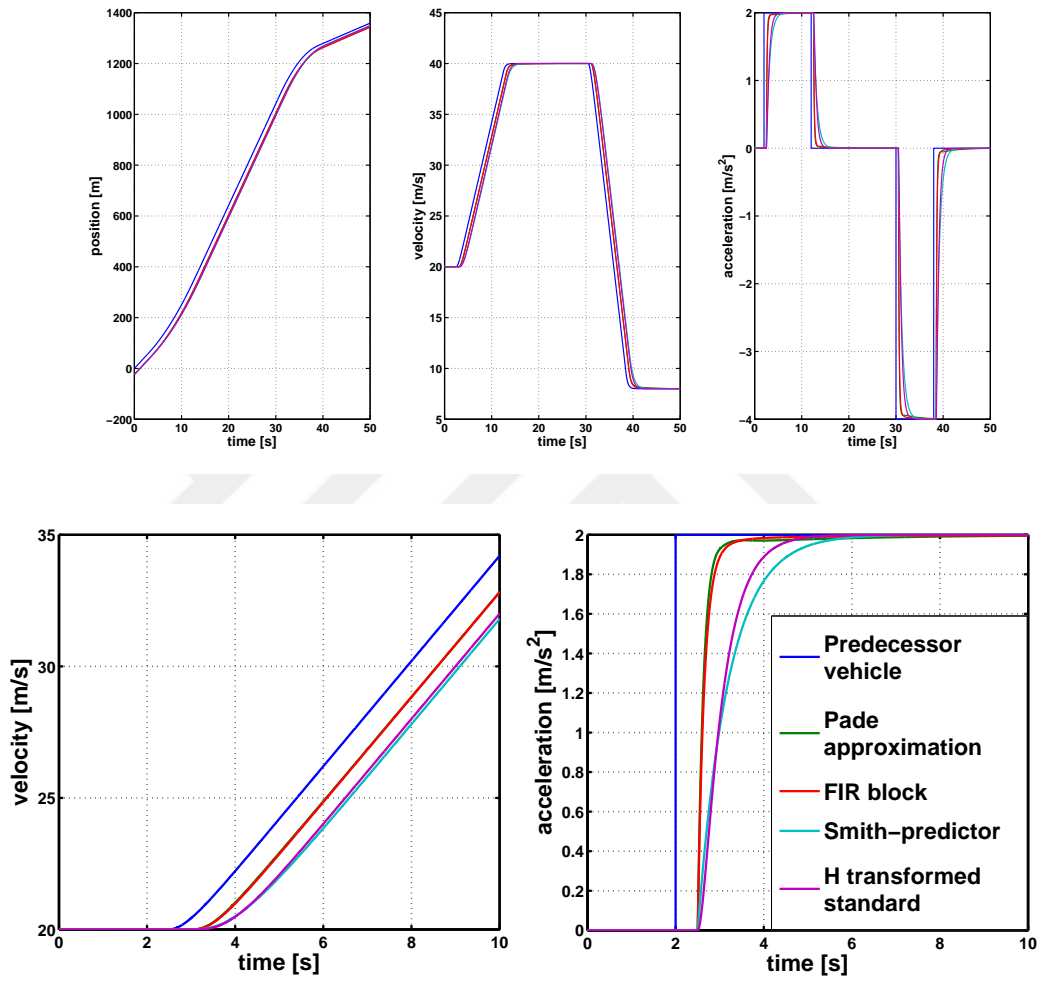 1400
1200
1000
800
600
400
200
0
−200
0 10 20 30 40 50
position [m]
time [s]
45
40
35
30
25
20
15
10
5
0 10 20 30 40 50
velocity [m/s]
time [s]
2
1
0
−1
−2
−3
−4
0 10 20 30 40 50
acceleration [m/s²]
time [s]
35
30
25
20
0 2 4 6 8 10
velocity [m/s]
time [s]
2
1.8
1.6
1.4
1.2
1
0.8
0.6
0.4
0.2
0
0 2 4 6 8 10
acceleration [m/s²]
time [s]
Predecessor
vehicle
Pade
approximation
FIR block
Smith−predictor
H transformed
standard